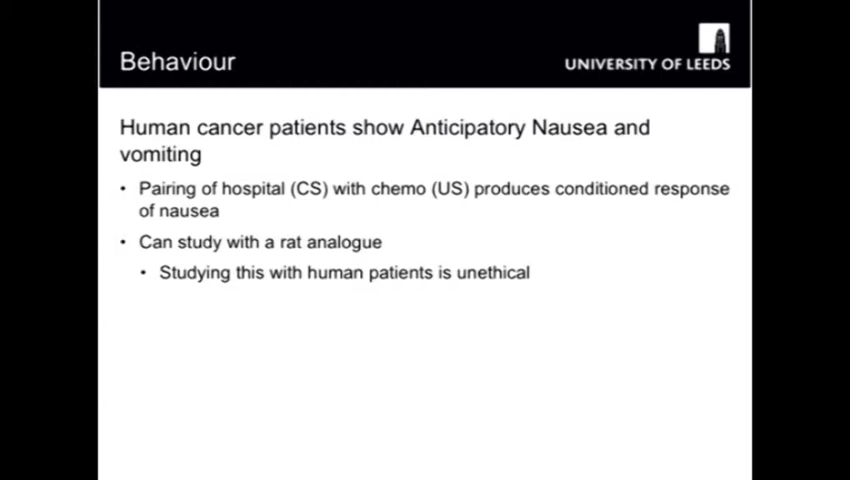 Behaviour
UNIVERSITY OF LEEDS
Human cancer patients show Anticipatory Nausea and
vomiting
• Pairing of hospital (CS) with chemo (US) produces conditioned response
of nausea
• Can study with a rat analogue
• Studying this with human patients is unethical